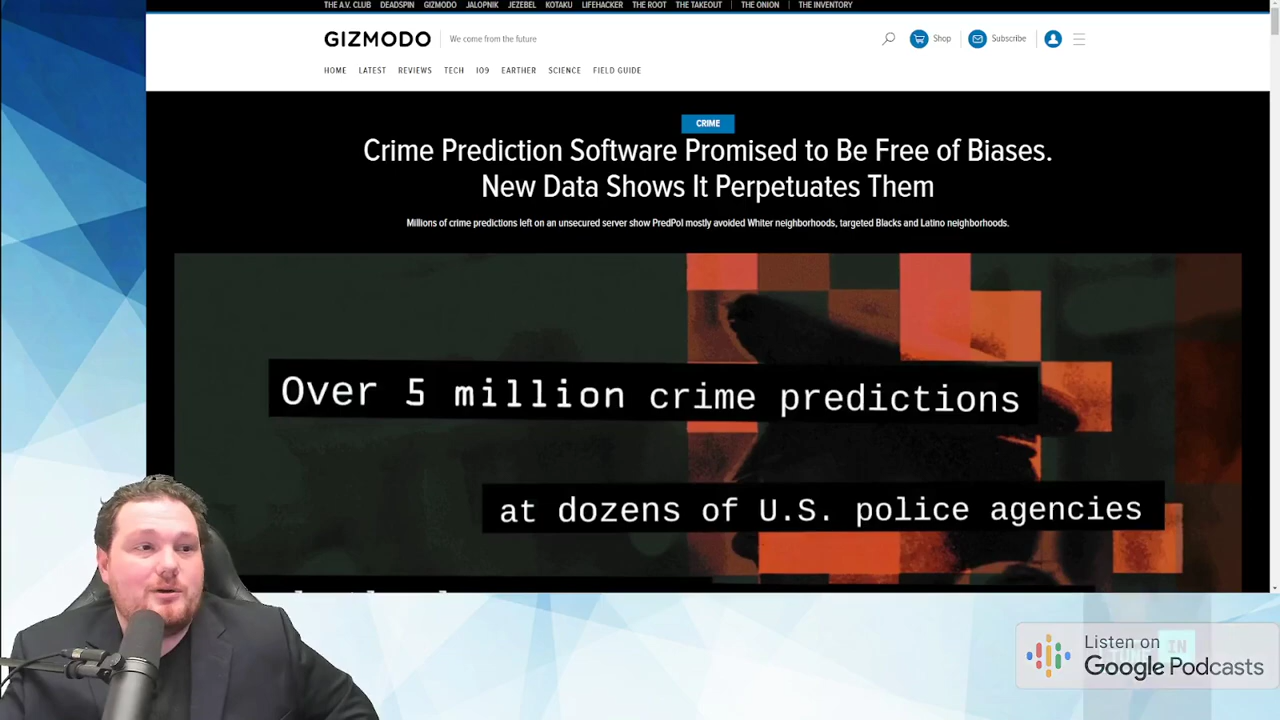 THE A.V. CLUB DEADSPIN GIZMODO JALOPNIK JEZEBEL KOTAKU LIFEHACKER THE ROOT THE TAKEOUT THE ONION THE INVENTORY
GIZMODO We come from the future Shop Subscribe
HOME LATEST REVIEWS TECH IO9 EARTHER SCIENCE FIELD GUIDE
CRIME
Crime Prediction Software Promised to Be Free of Biases.
New Data Shows It Perpetuates Them
Millions of crime predictions left on an unsecured server show PredPol mostly avoided Whiter neighborhoods, targeted Blacks and Latino neighborhoods.
Over 5 million crime predictions
at dozens of U.S. police agencies
Listen on
Google Podcasts
IN